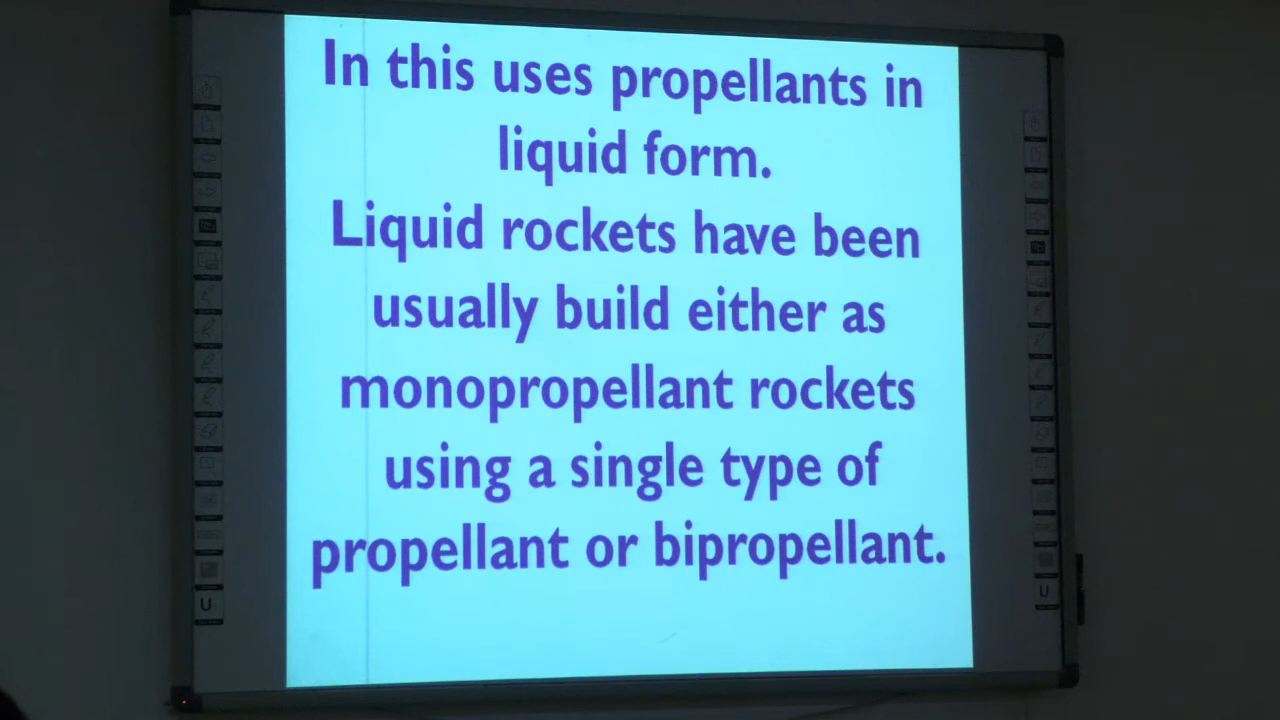 In this uses propellants in
liquid form.
Liquid rockets have been
usually build either as
monopropellant rockets
using a single type of
propellant or bipropellant.
U
U